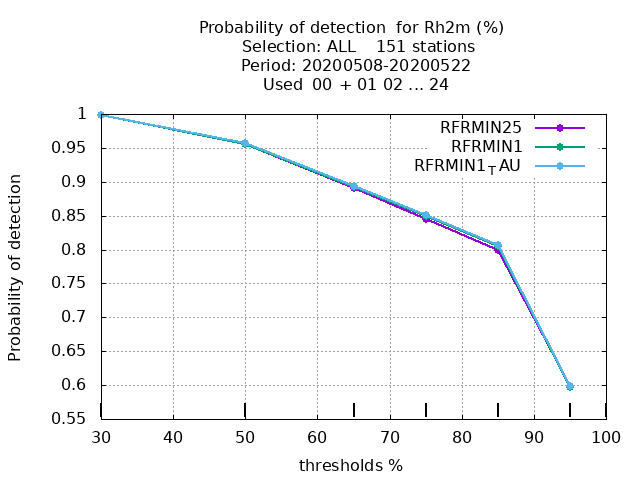 Probability of detection  for Rh2m (%)
Selection: ALL    151 stations
Period: 20200508-20200522
Used  00  + 01 02 ... 24
RFRMIN25
RFRMIN1
RFRMIN1TAU
1
0.95
0.9
0.85
0.8
0.75
0.7
0.65
0.6
0.55
Probability of detection
30 40 50 60 70 80 90 100
thresholds %